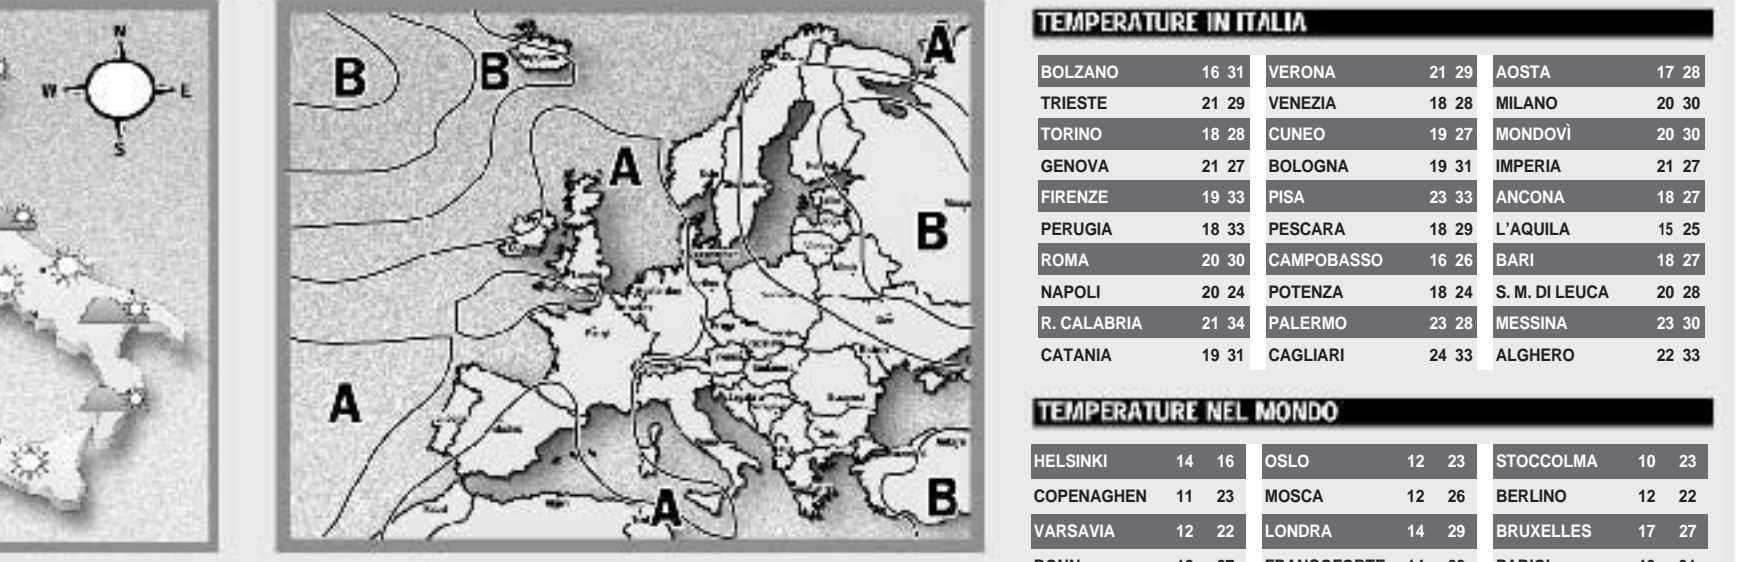 N
W E
S
B
B
A
A
B
A
B
A
TEMPERATURE IN ITALIA
BOLZANO 16 31 VERONA 21 29 AOSTA 17 28
TRIESTE 21 29 VENEZIA 18 28 MILANO 20 30
TORINO 18 28 CUNEO 19 27 MONDOVÌ 20 30
GENOVA 21 27 BOLOGNA 19 31 IMPERIA 21 27
FIRENZE 19 33 PISA 23 33 ANCONA 18 27
PERUGIA 18 33 PESCARA 18 29 L'AQUILA 15 25
ROMA 20 30 CAMPOBASSO 16 26 BARI 18 27
NAPOLI 20 24 POTENZA 18 24 S. M. DI LEUCA 20 28
R. CALABRIA 21 34 PALERMO 23 28 MESSINA 23 30
CATANIA 19 31 CAGLIARI 24 33 ALGHERO 22 33
TEMPERATURE NEL MONDO
HELSINKI 14 16 OSLO 12 23 STOCCOLMA 10 23
COPENAGHEN 11 23 MOSCA 12 26 BERLINO 12 22
VARSAVIA 12 22 LONDRA 14 29 BRUXELLES 17 27